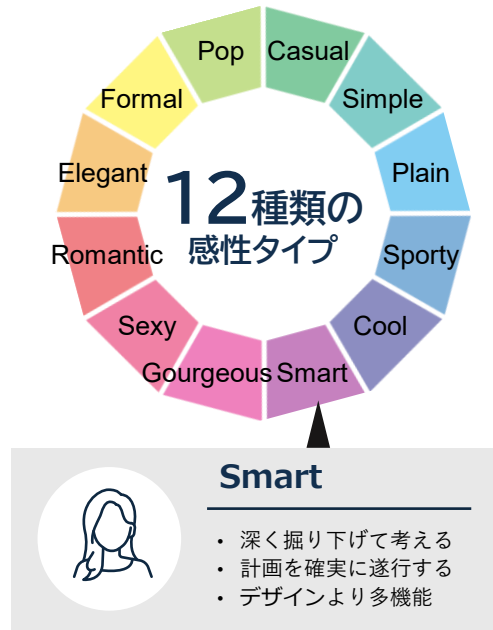 Pop
Casual
Formal
Simple
Elegant
Plain
12種類の
感性タイプ
Romantic
Sporty
Sexy
Cool
Gourgeous
Smart
Smart
• 深く掘り下げて考える
• 計画を確実に遂行する
• デザインより多機能